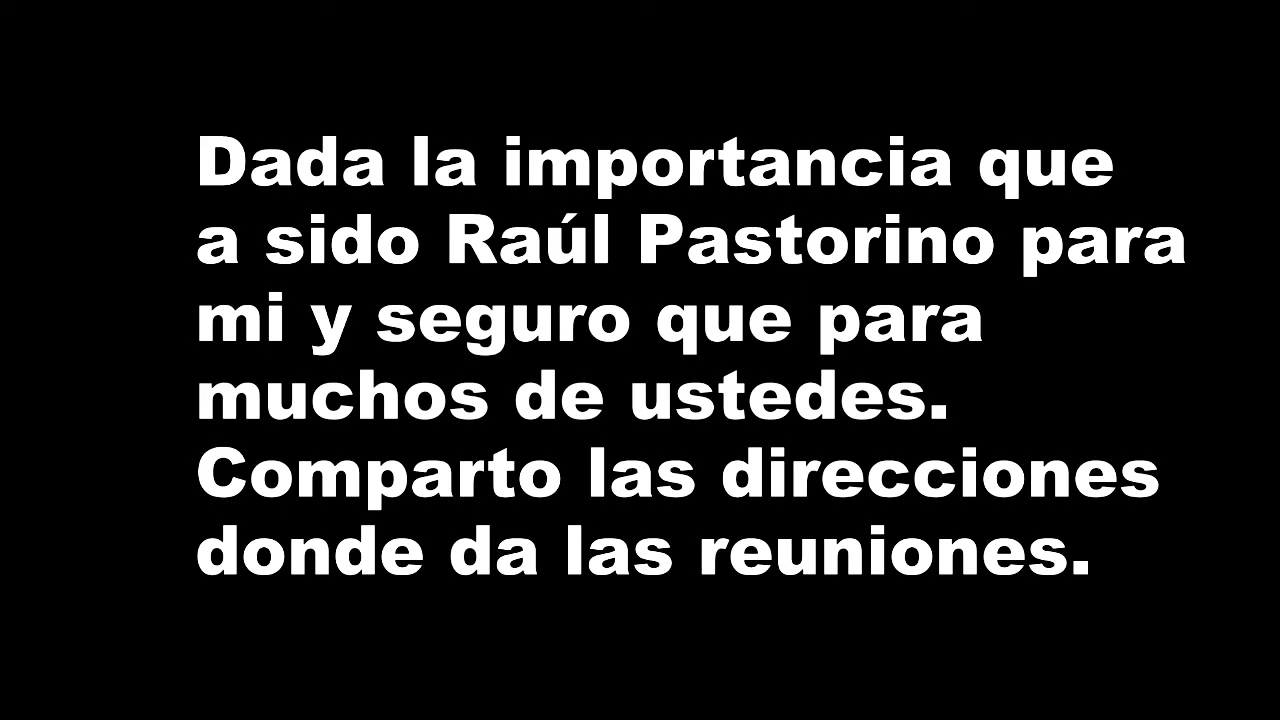 Dada la importancia que
a sido Raúl Pastorino para
mi y seguro que para
muchos de ustedes.
Comparto las direcciones
donde da las reuniones.